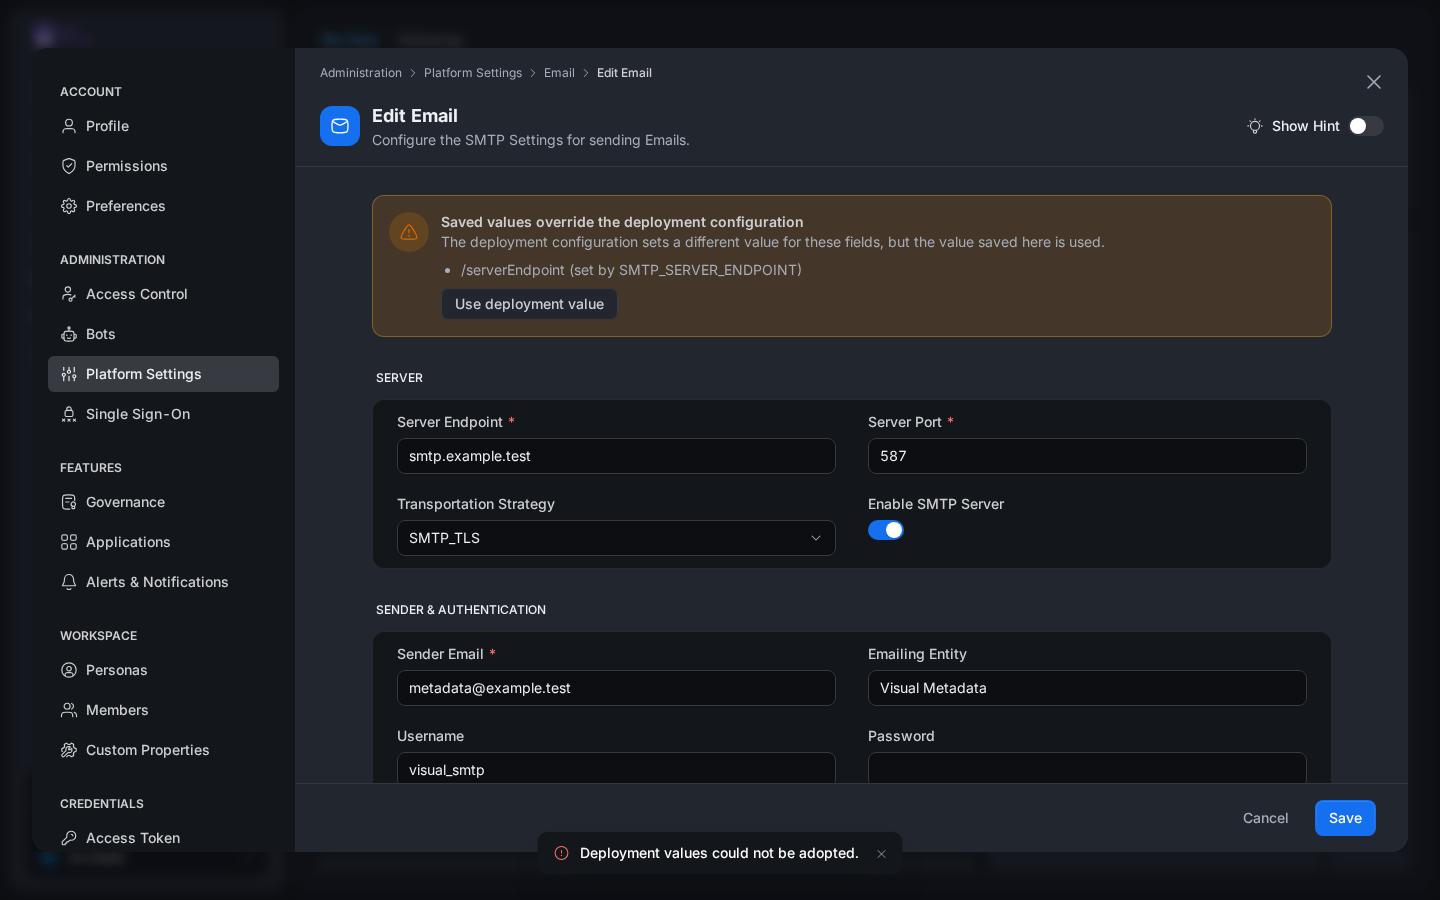 ACCOUNT
Profile
Permissions
Preferences
ADMINISTRATION
Access Control
Bots
Platform Settings
Single Sign-On
FEATURES
Governance
Applications
Alerts & Notifications
WORKSPACE
Personas
Members
Custom Properties
CREDENTIALS
Access Token
Administration > Platform Settings > Email > Edit Email
Edit Email
Configure the SMTP Settings for sending Emails.
Show Hint
Saved values override the deployment configuration
The deployment configuration sets a different value for these fields, but the value saved here is used.
• /serverEndpoint (set by SMTP_SERVER_ENDPOINT)
Use deployment value
SERVER
Server Endpoint * Server Port *
smtp.example.test 587
Transportation Strategy Enable SMTP Server
SMTP_TLS
SENDER & AUTHENTICATION
Sender Email * Emailing Entity
metadata@example.test Visual Metadata
Username Password
visual_smtp
Cancel Save
Deployment values could not be adopted.